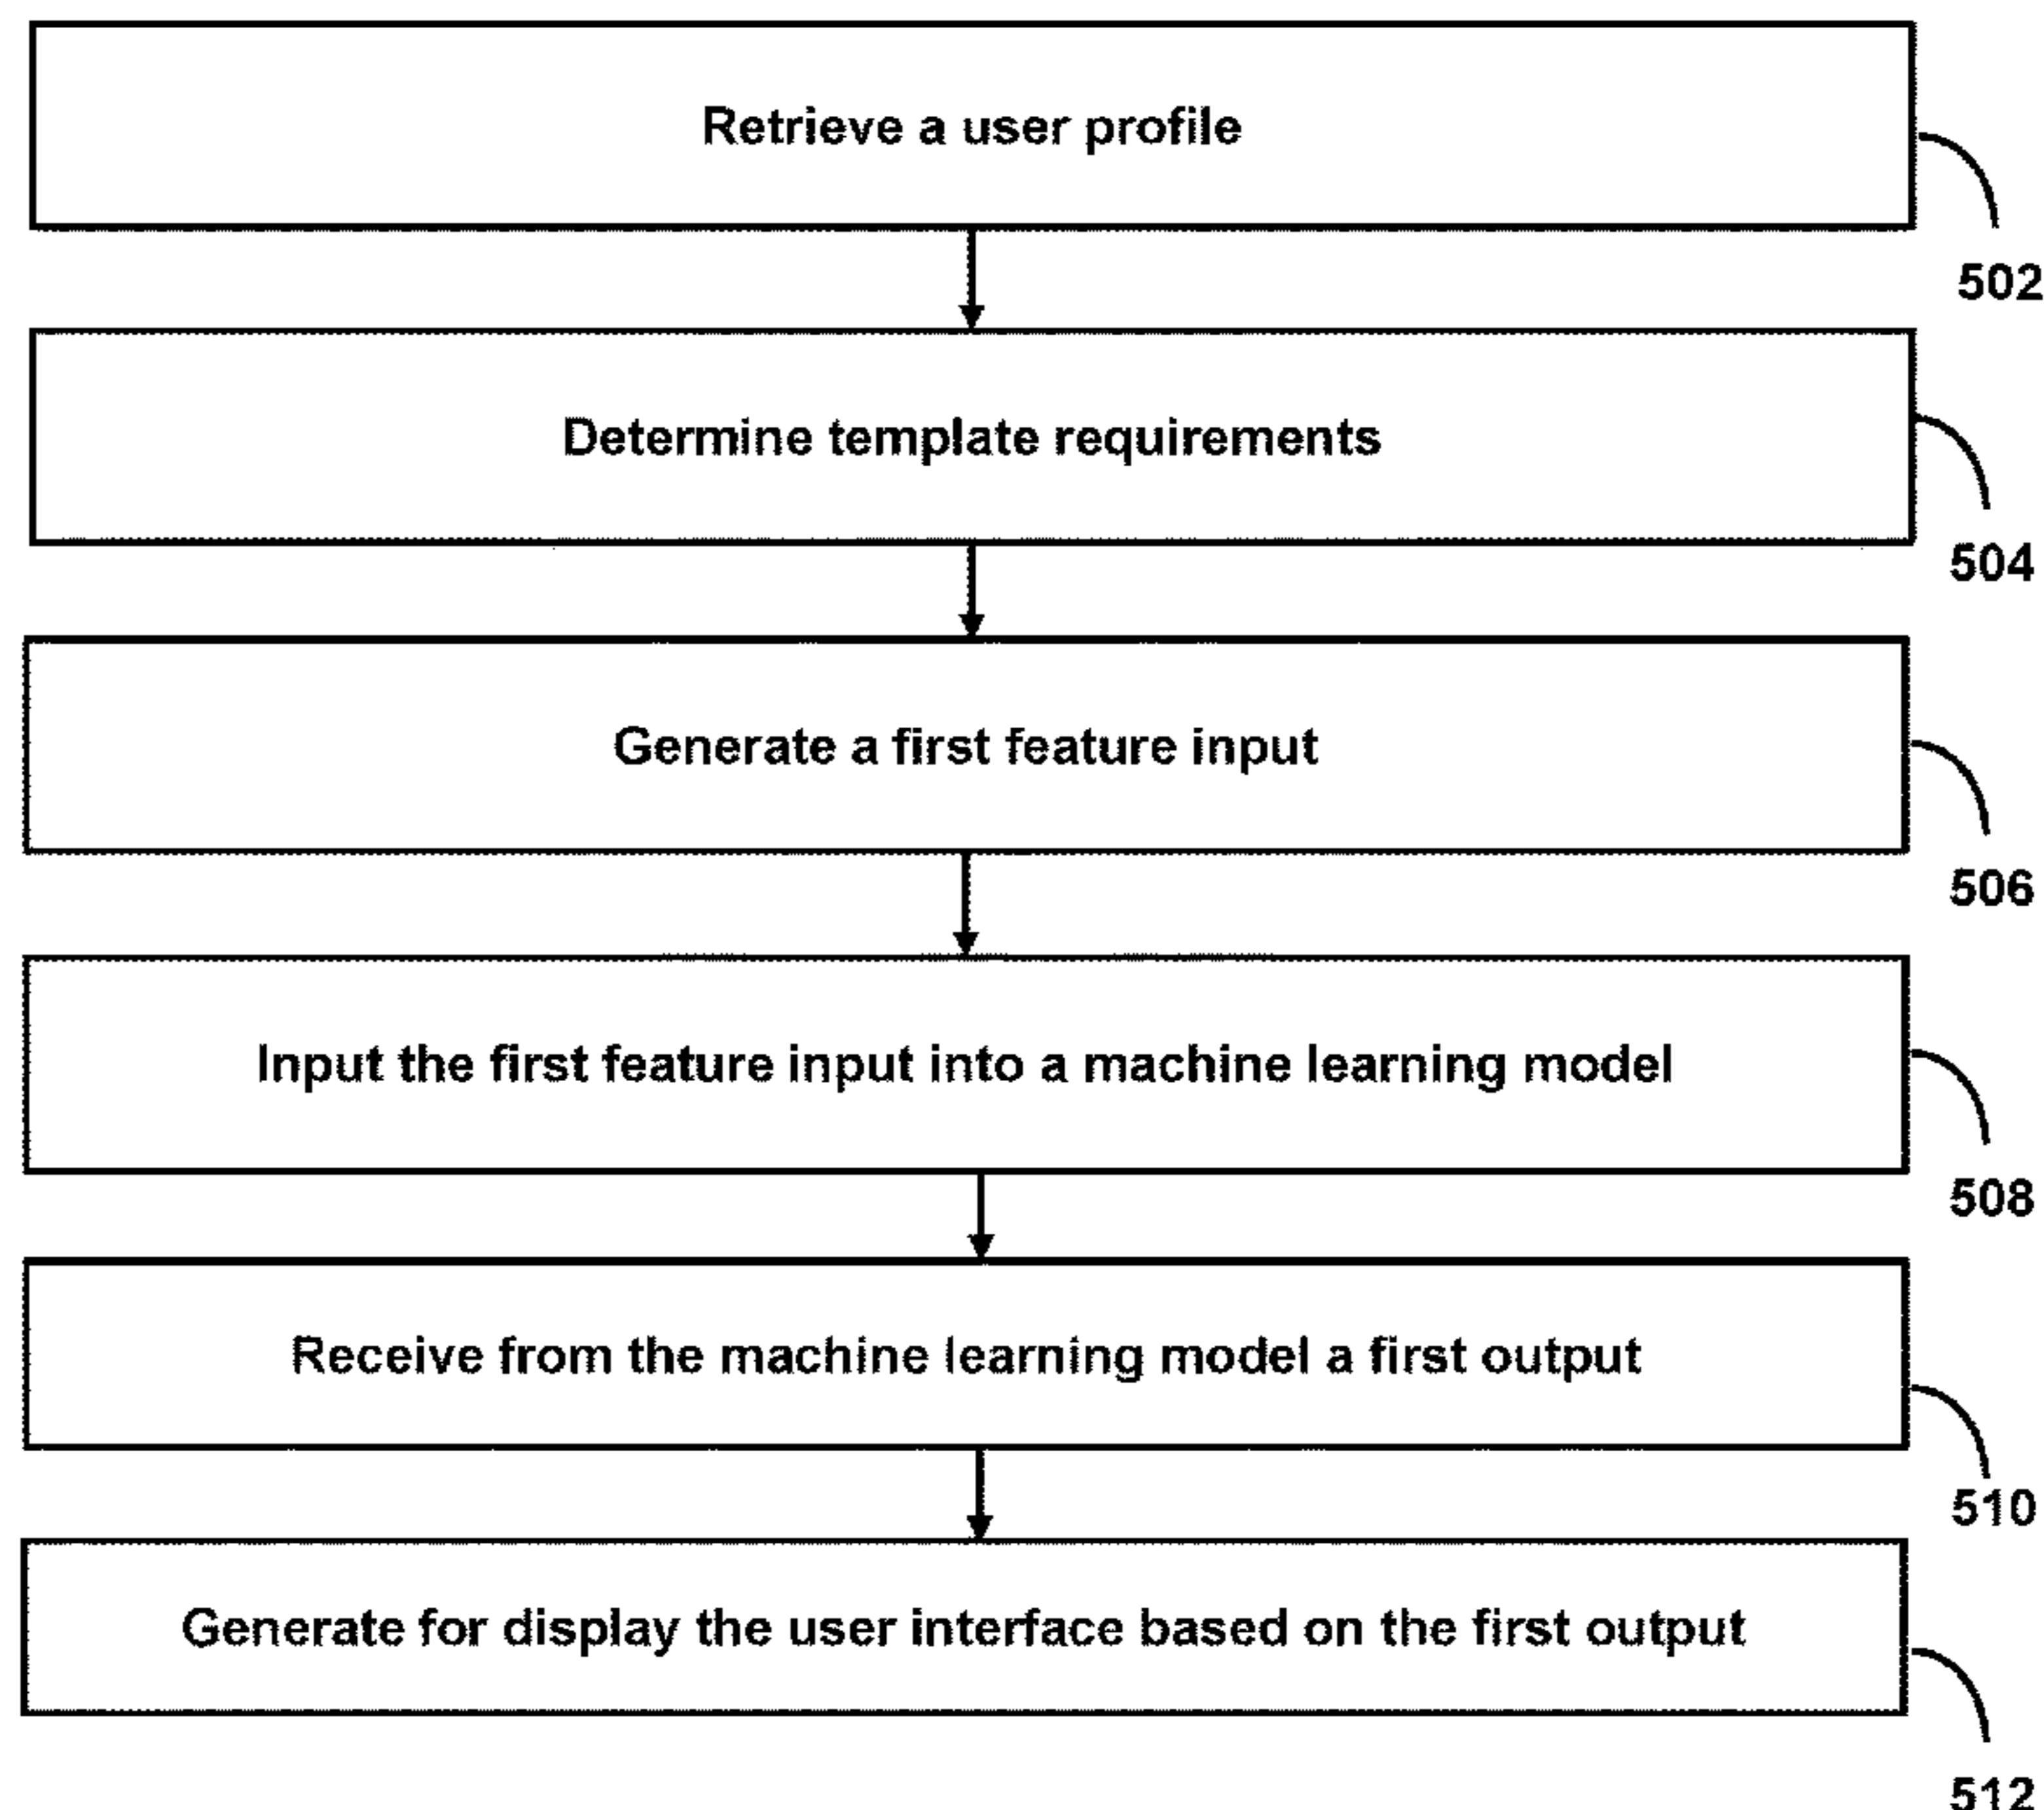 Retrieve a user profile
502
Determine template requirements
504
Generate a first feature input
506
Input the first feature input into a machine learning model
508
Receive from the machine learning model a first output
510
Generate for display the user interface based on the first output
512